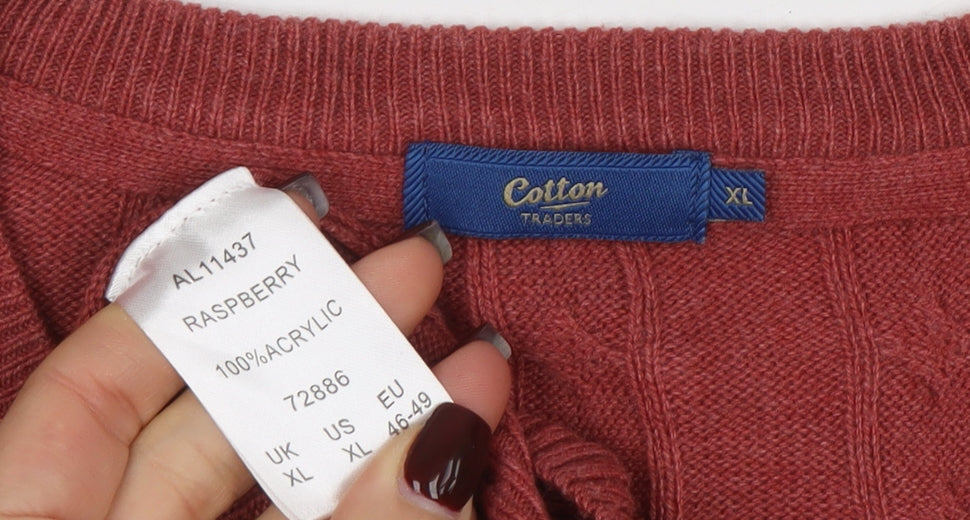 Cotton
TRADERS
XL
AL11437
RASPBERRY
100%ACRYLIC
72886
UK US EU
XL XL 46-49